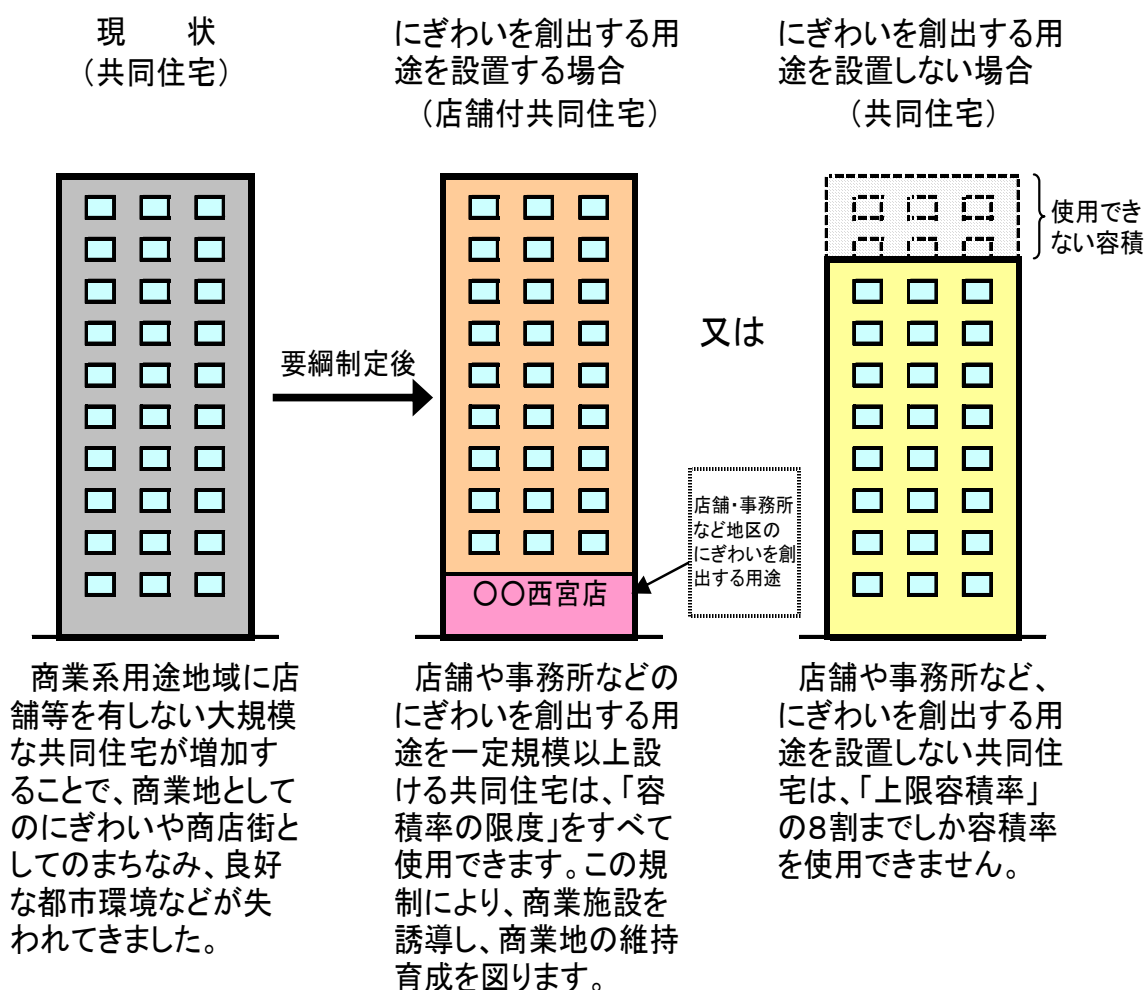 現　　状
（共同住宅）
にぎわいを創出する用
途を設置する場合
（店舗付共同住宅）
にぎわいを創出する用
途を設置しない場合
（共同住宅）
使用でき
ない容積
又は
要綱制定後
店舗・事務所
など地区の
にぎわいを創
出する用途
〇〇西宮店
商業系用途地域に店
舗等を有しない大規模
な共同住宅が増加す
ることで、商業地として
のにぎわいや商店街と
してのまちなみ、良好
な都市環境などが失
われてきました。
店舗や事務所などの
にぎわいを創出する用
途を一定規模以上設
ける共同住宅は、「容
積率の限度」をすべて
使用できます。この規
制により、商業施設を
誘導し、商業地の維持
育成を図ります。
店舗や事務所など、
にぎわいを創出する用
途を設置しない共同住
宅は、「上限容積率」
の８割までしか容積率
を使用できません。